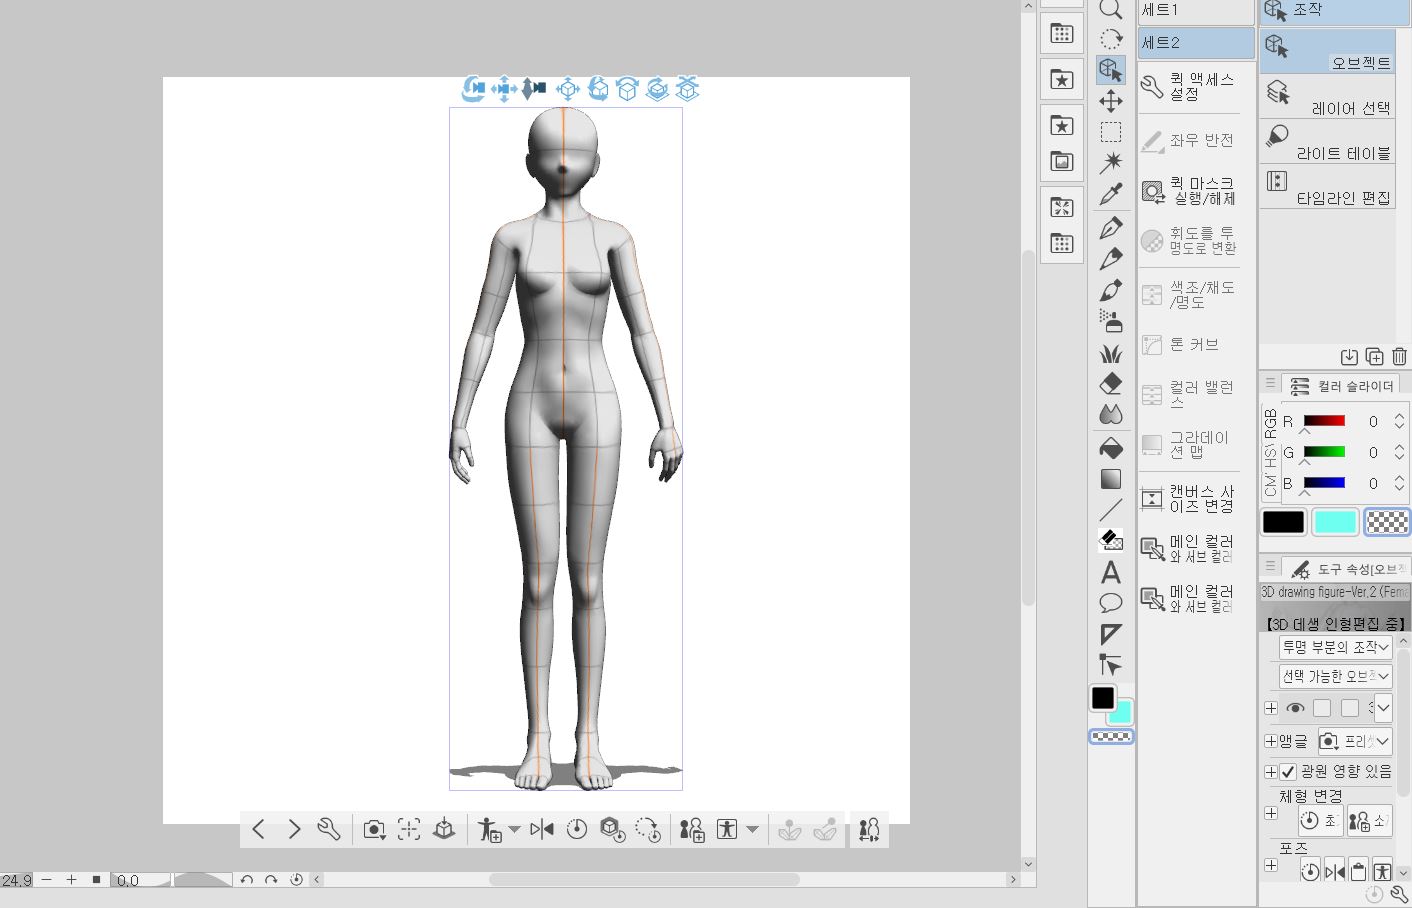 세트1
세트2
퀵 액세스
설정
좌우 반전
퀵 마스크
실행/해제
휘도를 투
명도로 변환
색조/채도
/명도
톤 커브
컬러 밸런
스
그라데이
션 맵
캔버스 사
이즈 변경
메인 컬러
와 서브 컬러
메인 컬러
와 서브 컬러
조작
오브젝트
레이어 선택
라이트 테이블
타임라인 편집
컬러 슬라이더
RGB
HSV
CM
R 0
G 0
B 0
도구 속성[오브젝
3D drawing figure-Ver.2 (Fema
【3D 데생 인형편집 중】
투명 부분의 조작
선택 가능한 오브젝
앵글 프리셋
광원 영향 있음
체형 변경
초
포즈
24.9
0.0
A